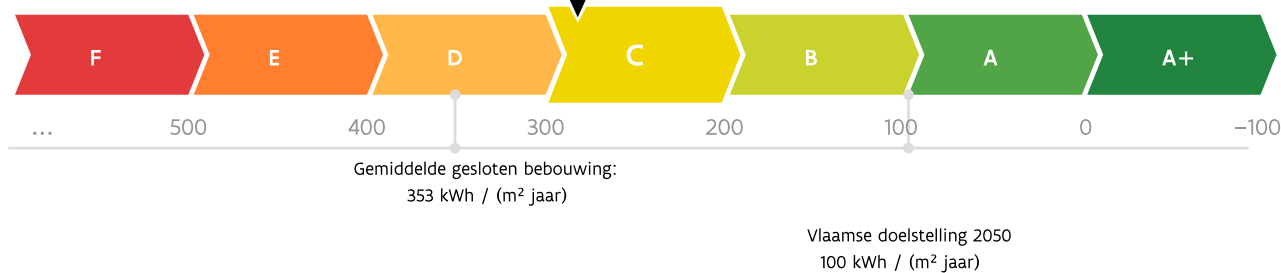 F E D C B A A+
... 500 400 300 200 100 0 –100
Gemiddelde gesloten bebouwing:
353 kWh / (m² jaar)
Vlaamse doelstelling 2050
100 kWh / (m² jaar)